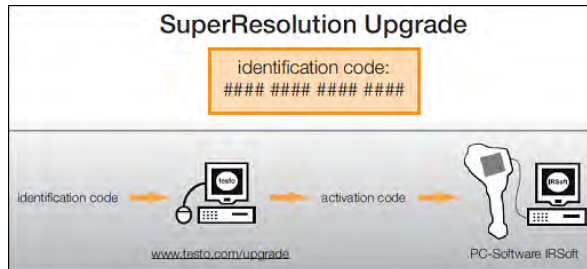 SuperResolution Upgrade
identification code:
#### #### #### ####
identification code
testo
activation code
IRSoft
www.testo.com/upgrade
PC-Software IRSoft